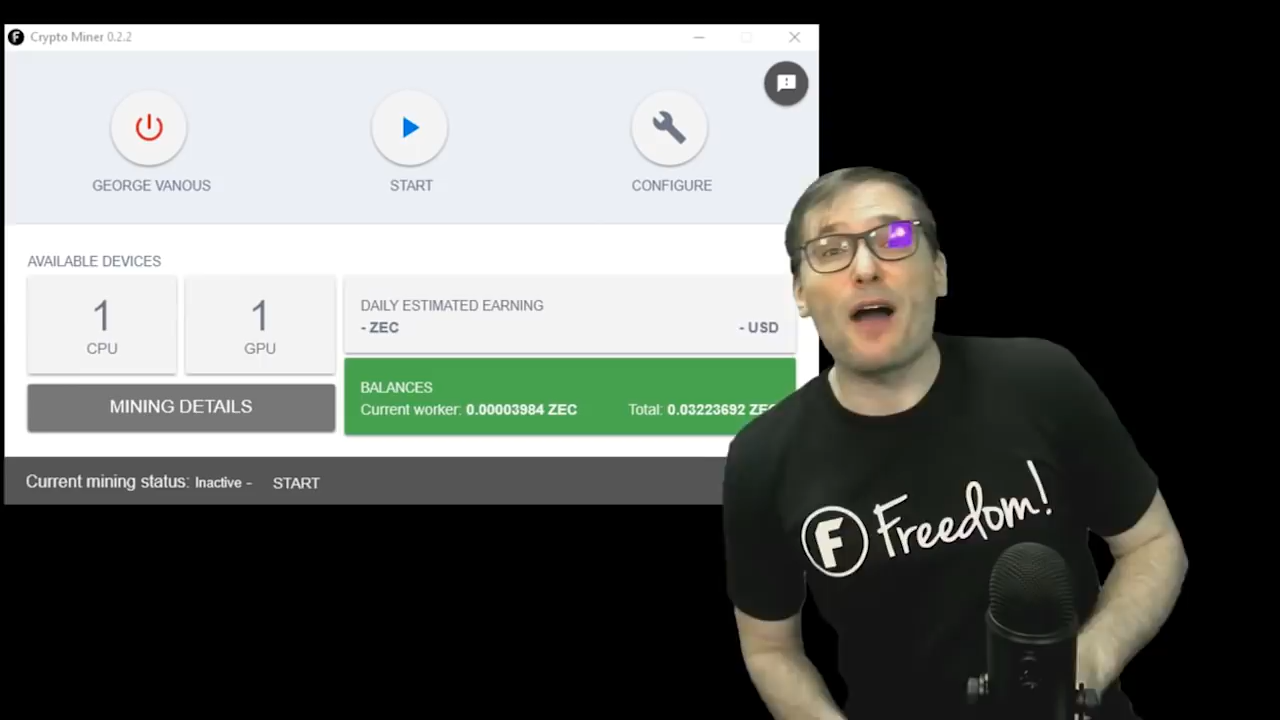 F Crypto Miner 0.2.2
GEORGE VANOUS
START
CONFIGURE
AVAILABLE DEVICES
1
CPU
1
GPU
DAILY ESTIMATED EARNING
- ZEC
- USD
MINING DETAILS
BALANCES
Current worker: 0.00003984 ZEC
Total: 0.03223692 ZEC
Current mining status: Inactive - START
F Freedom!